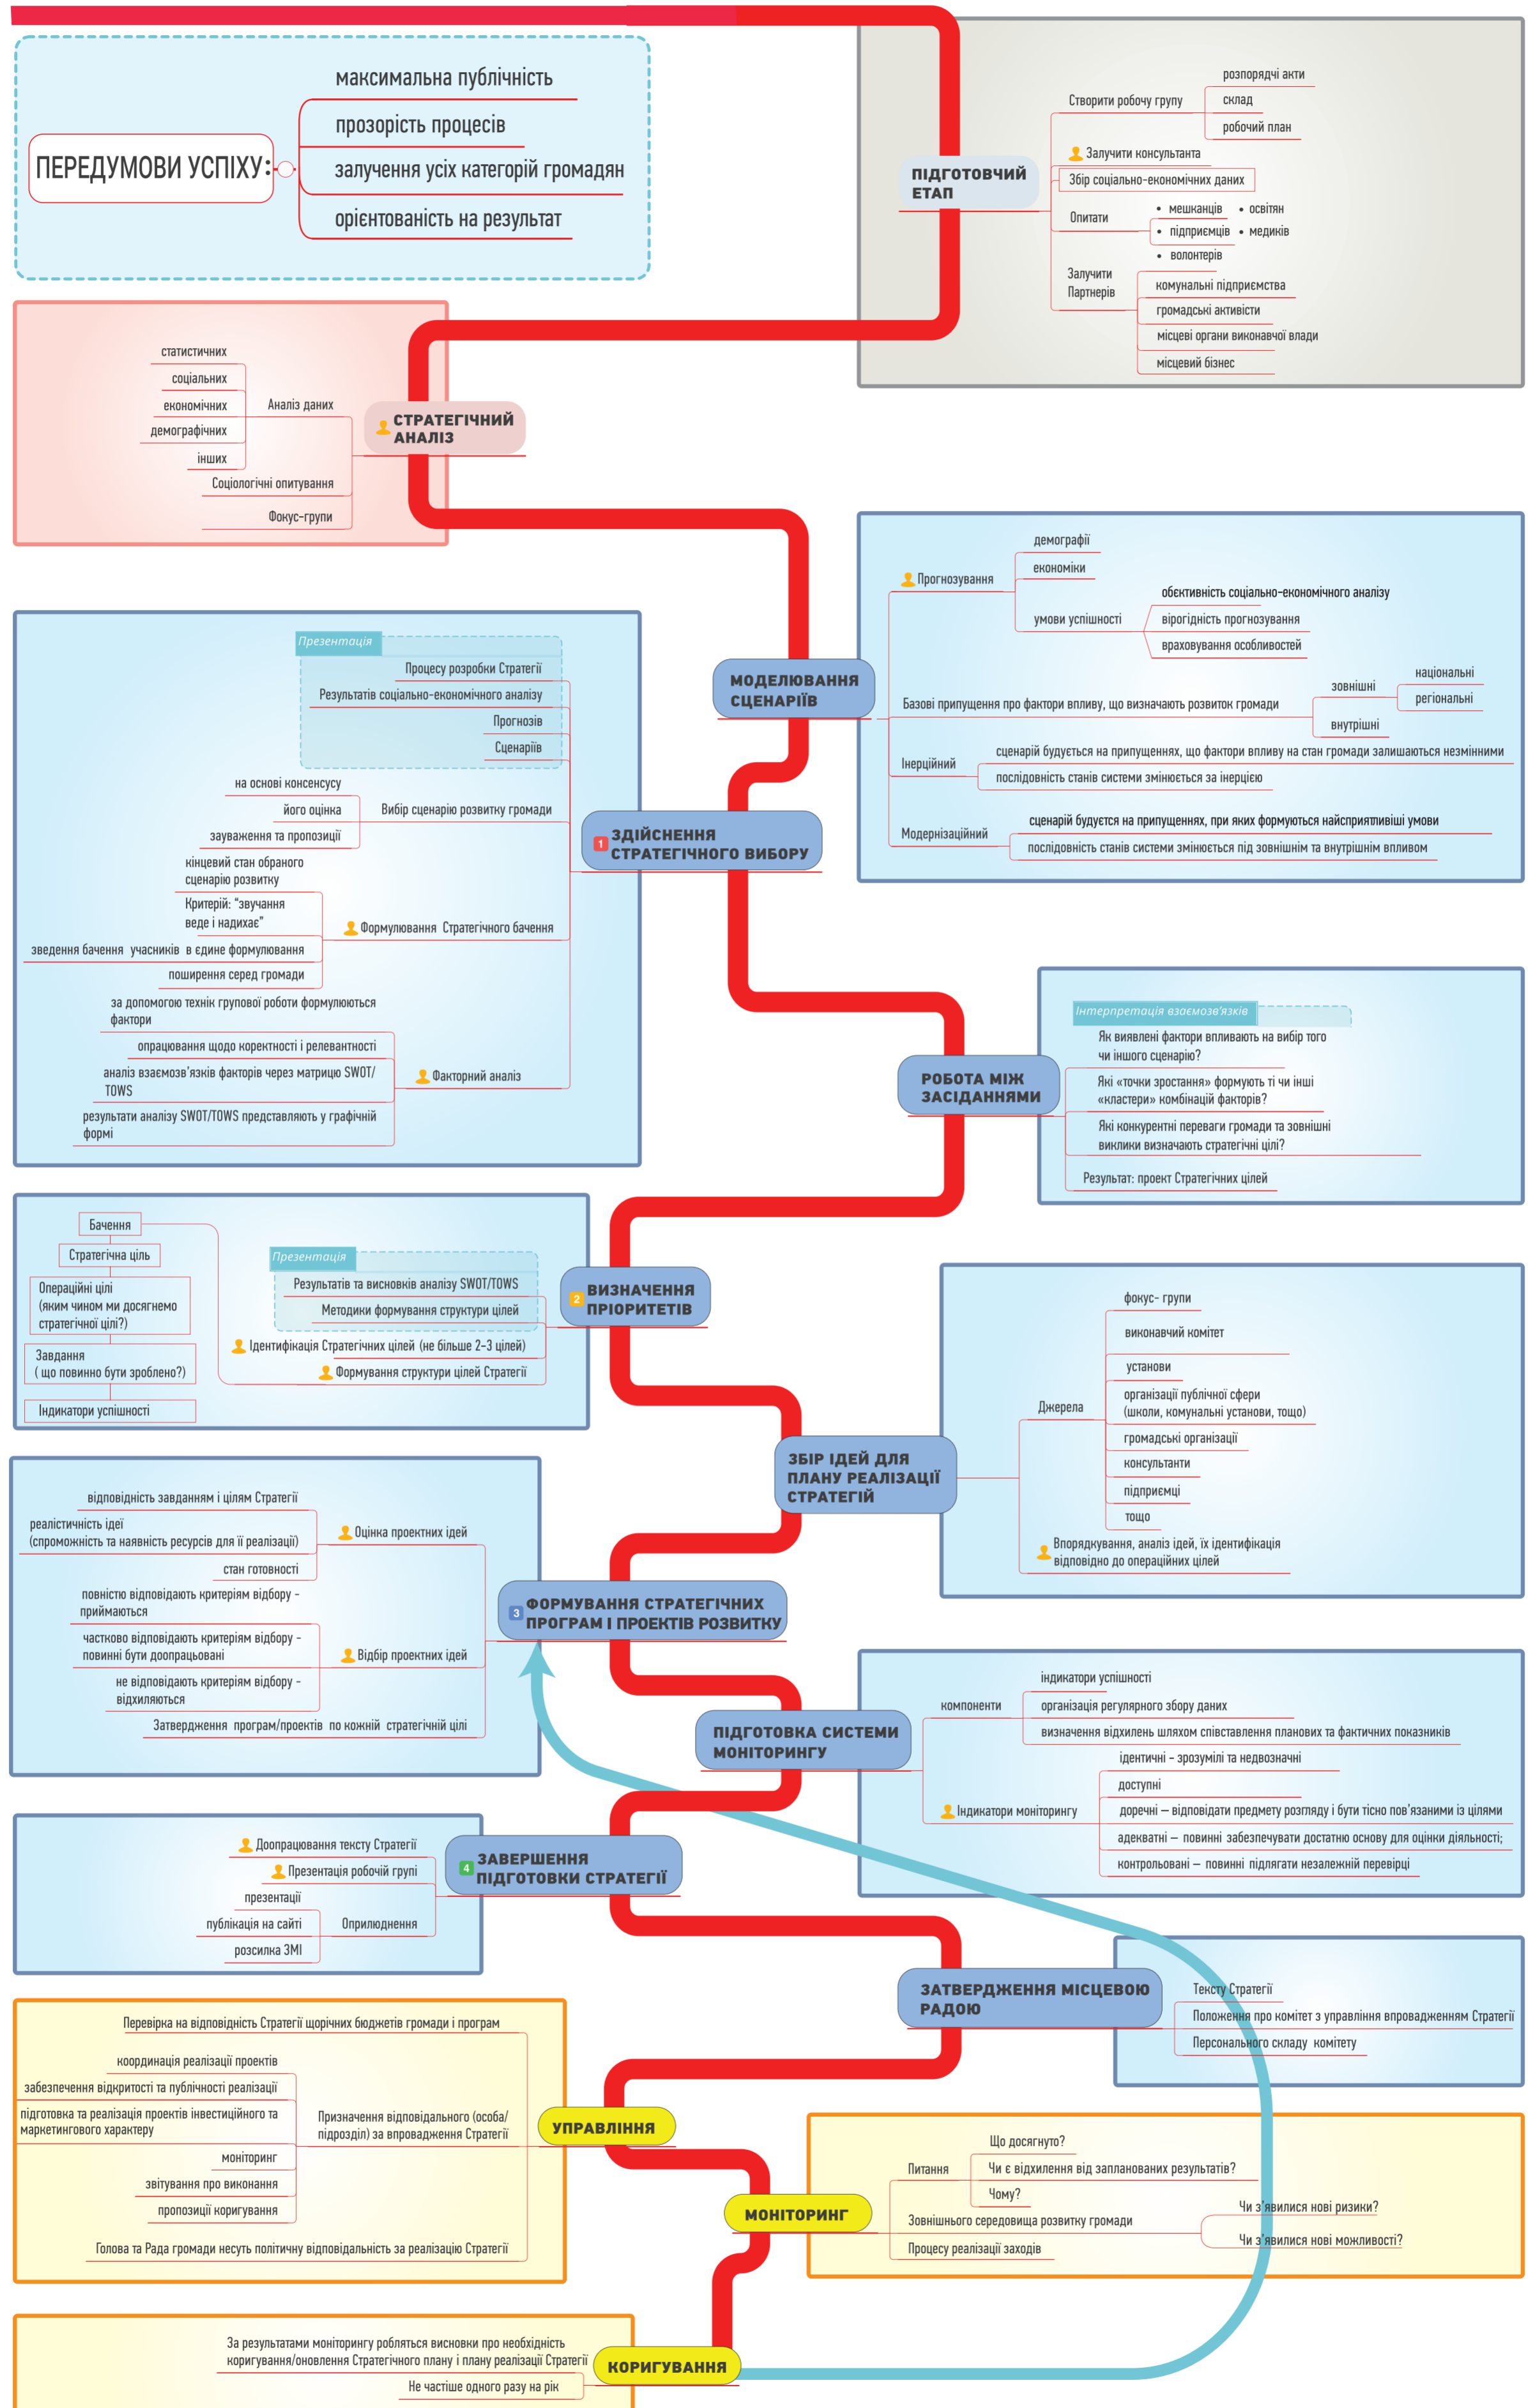 ПЕРЕДУМОВИ УСПІХУ:
максимальна публічність
прозорість процесів
залучення усіх категорій громадян
орієнтованість на результат
ПІДГОТОВЧИЙ
ЕТАП
Створити робочу групу
розпорядчі акти
склад
робочий план
Залучити консультанта
Збір соціально-економічних даних
Опитати
• мешканців • освітян
• підприємців • медиків
• волонтерів
Залучити
Партнерів
комунальні підприємства
громадські активісти
місцеві органи виконавчої влади
місцевий бізнес
СТРАТЕГІЧНИЙ
АНАЛІЗ
Аналіз даних
статистичних
соціальних
економічних
демографічних
інших
Соціологічні опитування
Фокус-групи
МОДЕЛЮВАННЯ
СЦЕНАРІЇВ
Прогнозування
демографії
економіки
умови успішності
обєктивність соціально-економічного аналізу
вірогідність прогнозування
враховування особливостей
Базові припущення про фактори впливу, що визначають розвиток громади
зовнішні
національні
регіональні
внутрішні
Інерційний
сценарій будується на припущеннях, що фактори впливу на стан громади залишаються незмінними
послідовність станів системи змінюється за інерцією
Модернізаційний
сценарій будуєтся на припущеннях, при яких формуються найсприятливіші умови
послідовність станів системи змінюється під зовнішнім та внутрішнім впливом
1 ЗДІЙСНЕННЯ
СТРАТЕГІЧНОГО ВИБОРУ
Презентація
Процесу розробки Стратегії
Результатів соціально-економічного аналізу
Прогнозів
Сценаріїв
Вибір сценарію розвитку громади
на основі консенсусу
його оцінка
зауваження та пропозиції
Формулювання Стратегічного бачення
кінцевий стан обраного
сценарію розвитку
Критерій: “звучання
веде і надихає”
зведення бачення учасників в єдине формулювання
поширення серед громади
Факторний аналіз
за допомогою технік групової роботи формулюються
фактори
опрацювання щодо коректності і релевантності
аналіз взаємозв'язків факторів через матрицю SWOT/
TOWS
результати аналізу SWOT/TOWS представляють у графічній
формі
РОБОТА МІЖ
ЗАСІДАННЯМИ
Інтерпретація взаємозв'язків
Як виявлені фактори впливають на вибір того
чи іншого сценарію?
Які «точки зростання» формують ті чи інші
«кластери» комбінацій факторів?
Які конкурентні переваги громади та зовнішні
виклики визначають стратегічні цілі?
Результат: проект Стратегічних цілей
2 ВИЗНАЧЕННЯ
ПРІОРИТЕТІВ
Презентація
Результатів та висновків аналізу SWOT/TOWS
Методики формування структури цілей
Ідентифікація Стратегічних цілей (не більше 2-3 цілей)
Формування структури цілей Стратегії
Бачення
Стратегічна ціль
Операційні цілі
(яким чином ми досягнемо
стратегічної цілі?)
Завдання
( що повинно бути зроблено?)
Індикатори успішності
ЗБІР ІДЕЙ ДЛЯ
ПЛАНУ РЕАЛІЗАЦІЇ
СТРАТЕГІЙ
Джерела
фокус- групи
виконавчий комітет
установи
організації публічної сфери
(школи, комунальні установи, тощо)
громадські організації
консультанти
підприємці
тощо
Впорядкування, аналіз ідей, їх ідентифікація
відповідно до операційних цілей
3 ФОРМУВАННЯ СТРАТЕГІЧНИХ
ПРОГРАМ І ПРОЕКТІВ РОЗВИТКУ
Оцінка проектних ідей
відповідність завданням і цілям Стратегії
реалістичність ідеї
(спроможність та наявність ресурсів для її реалізації)
стан готовності
Відбір проектних ідей
повністю відповідають критеріям відбору -
приймаються
частково відповідають критеріям відбору -
повинні бути доопрацьовані
не відповідають критеріям відбору -
відхиляються
Затвердження програм/проектів по кожній стратегічній цілі
ПІДГОТОВКА СИСТЕМИ
МОНІТОРИНГУ
компоненти
індикатори успішності
організація регулярного збору даних
визначення відхилень шляхом співставлення планових та фактичних показників
Індикатори моніторингу
ідентичні - зрозумілі та недвозначні
доступні
доречні – відповідати предмету розгляду і бути тісно пов'язаними із цілями
адекватні – повинні забезпечувати достатню основу для оцінки діяльності;
контрольовані – повинні підлягати незалежній перевірці
4 ЗАВЕРШЕННЯ
ПІДГОТОВКИ СТРАТЕГІЇ
Доопрацювання тексту Стратегії
Презентація робочій групі
Оприлюднення
презентації
публікація на сайті
розсилка ЗМІ
ЗАТВЕРДЖЕННЯ МІСЦЕВОЮ
РАДОЮ
Тексту Стратегії
Положення про комітет з управління впровадженням Стратегії
Персонального складу комітету
УПРАВЛІННЯ
Перевірка на відповідність Стратегії щорічних бюджетів громади і програм
Призначення відповідального (особа/
підрозділ) за впровадження Стратегії
координація реалізації проектів
забезпечення відкритості та публічності реалізації
підготовка та реалізація проектів інвестиційного та
маркетингового характеру
моніторинг
звітування про виконання
пропозиції коригування
Голова та Рада громади несуть політичну відповідальність за реалізацію Стратегії
МОНІТОРИНГ
Питання
Що досягнуто?
Чи є відхилення від запланованих результатів?
Чому?
Зовнішнього середовища розвитку громади
Чи з'явилися нові ризики?
Чи з'явилися нові можливості?
Процесу реалізації заходів
КОРИГУВАННЯ
За результатами моніторингу робляться висновки про необхідність
коригування/оновлення Стратегічного плану і плану реалізації Стратегії
Не частіше одного разу на рік